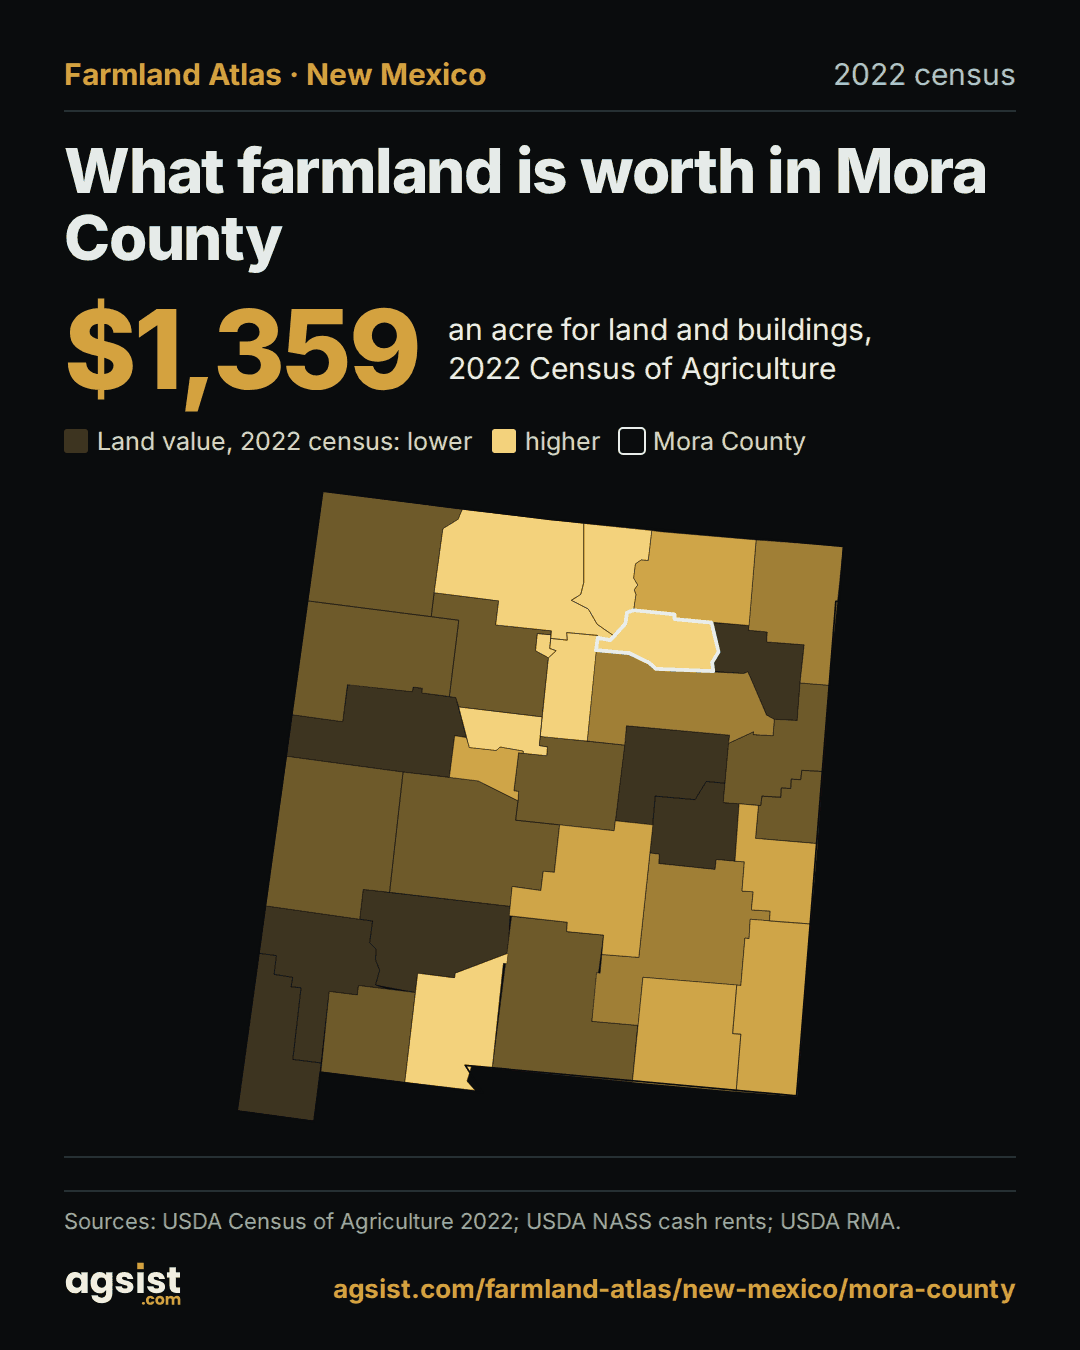 Farmland Atlas · New Mexico
2022 census
What farmland is worth in Mora
County
$1,359
an acre for land and buildings,
2022 Census of Agriculture
Land value, 2022 census: lower
higher
Mora County
Sources: USDA Census of Agriculture 2022; USDA NASS cash rents; USDA RMA.
agsist
.com
agsist.com/farmland-atlas/new-mexico/mora-county